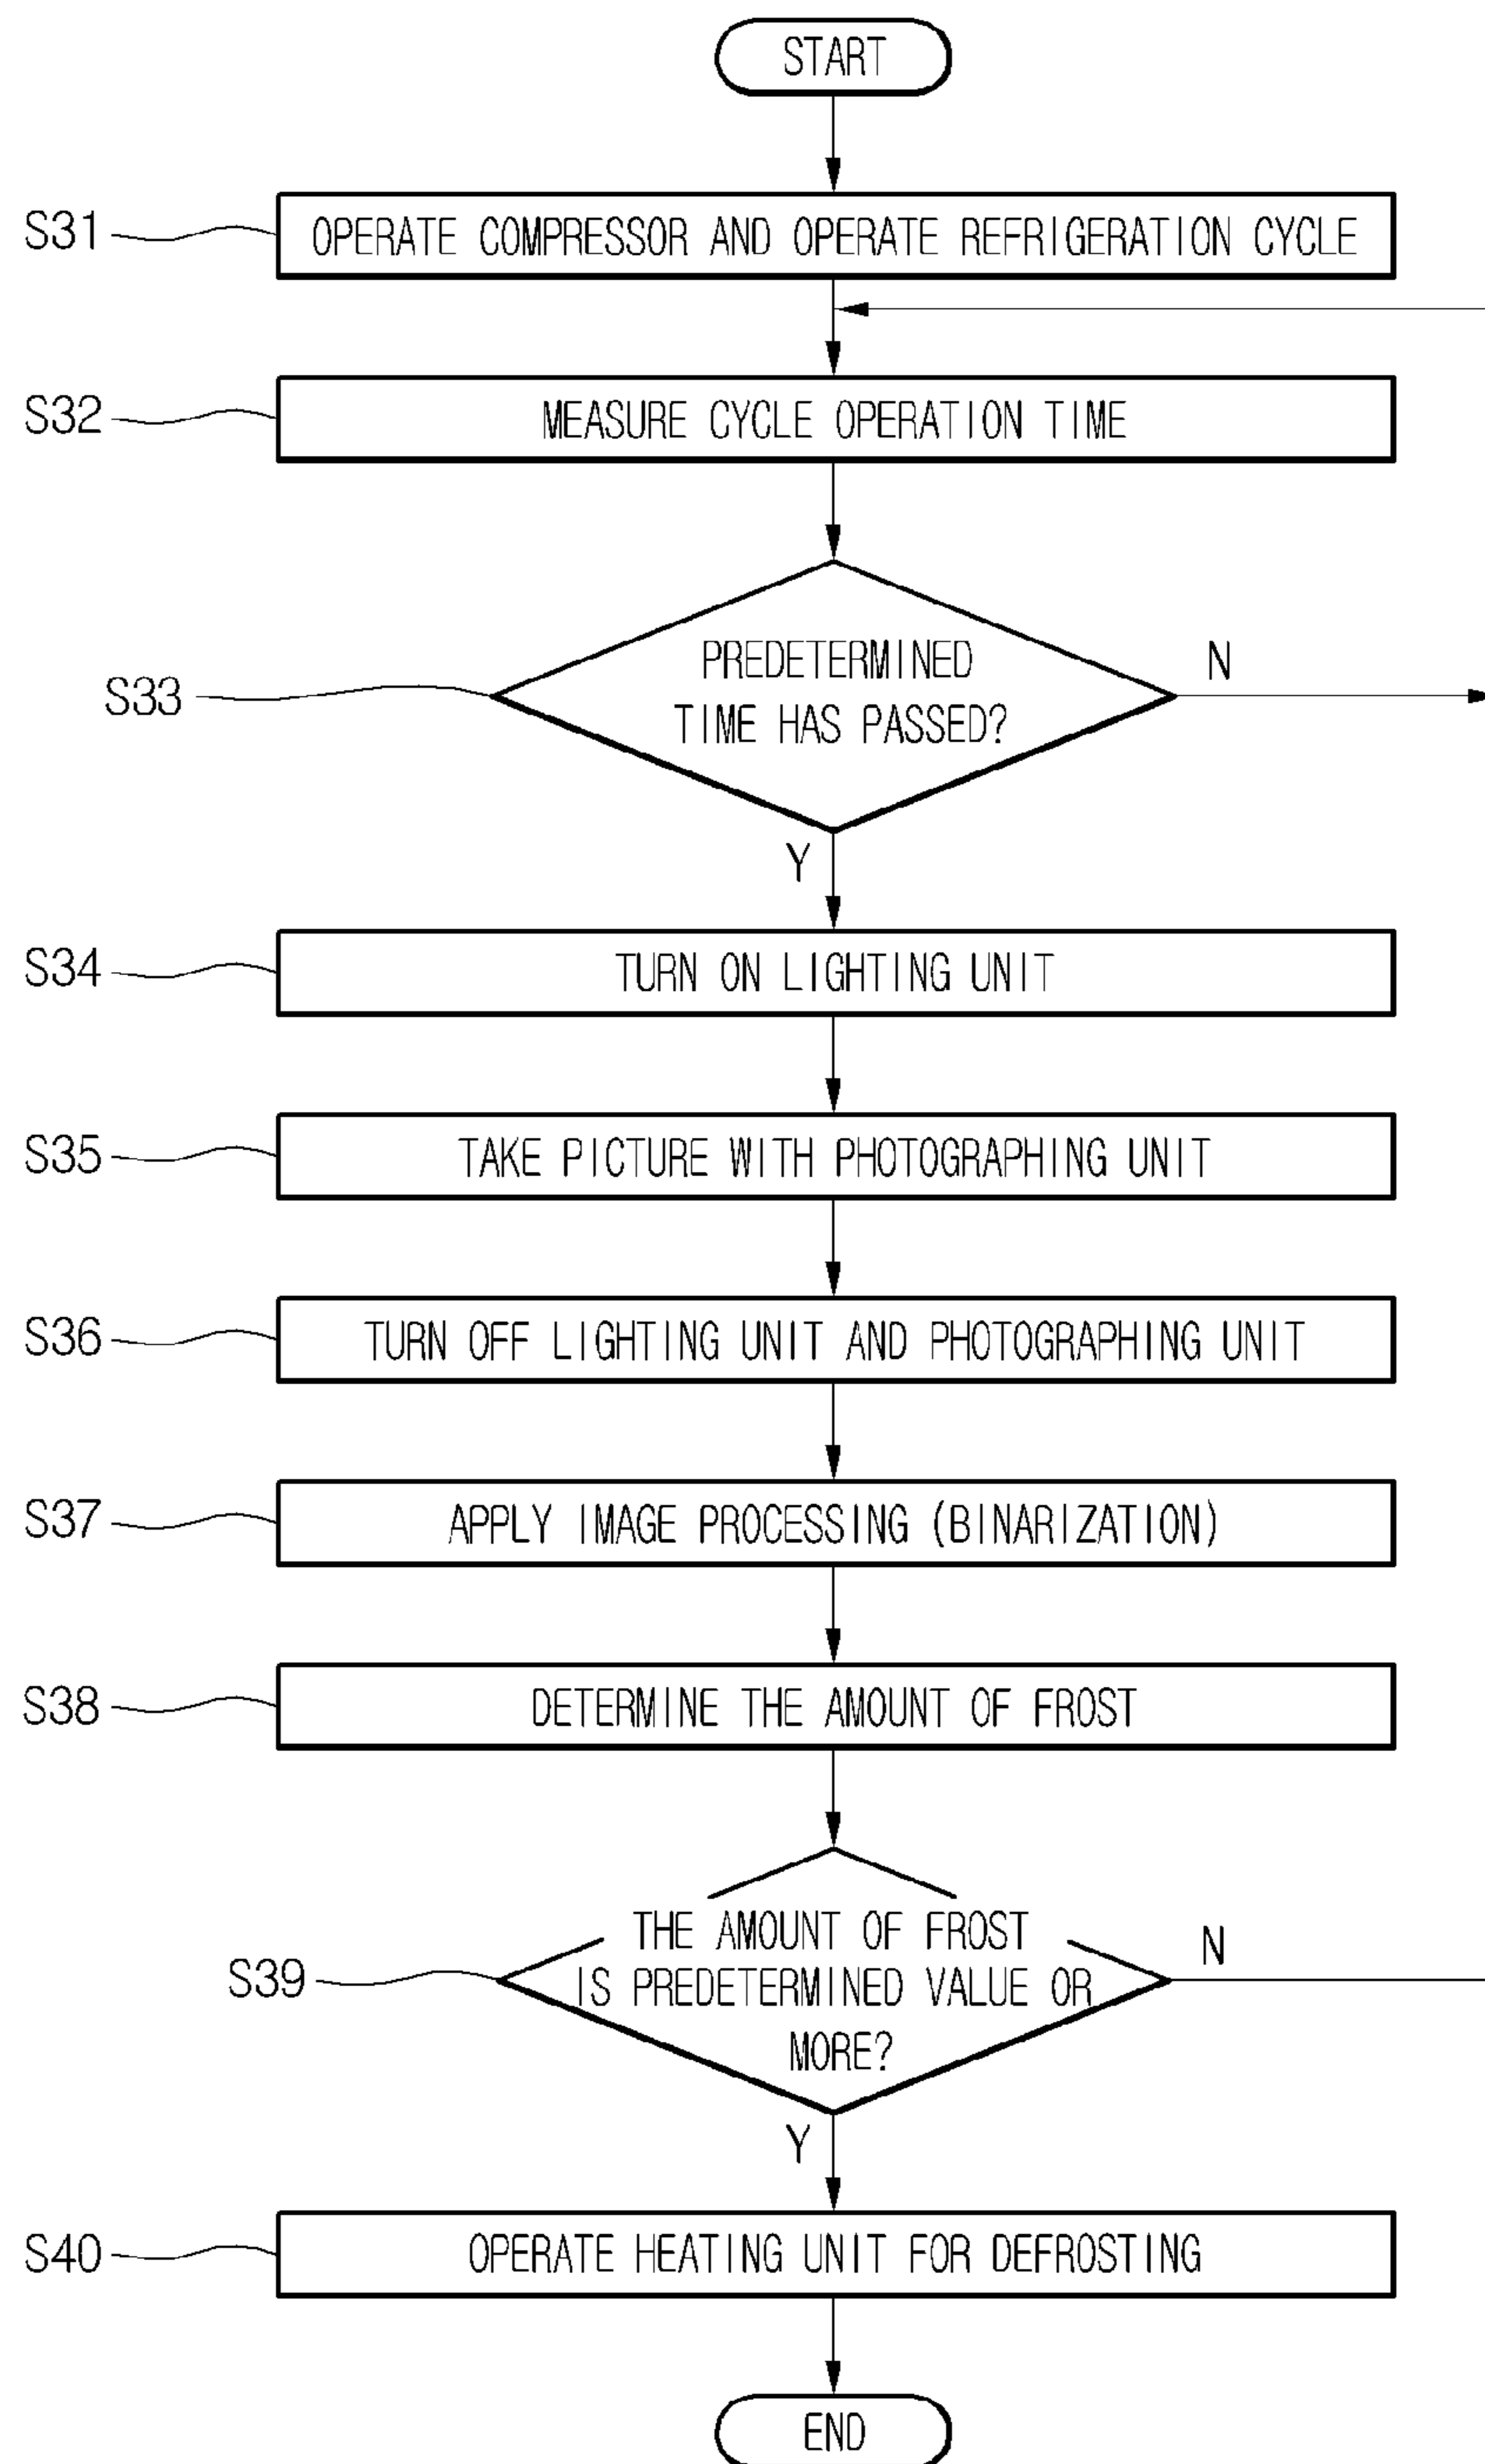 START
S31
OPERATE COMPRESSOR AND OPERATE REFRIGERATION CYCLE
S32
MEASURE CYCLE OPERATION TIME
S33
PREDETERMINED
TIME HAS PASSED?
N
Y
S34
TURN ON LIGHTING UNIT
S35
TAKE PICTURE WITH PHOTOGRAPHING UNIT
S36
TURN OFF LIGHTING UNIT AND PHOTOGRAPHING UNIT
S37
APPLY IMAGE PROCESSING (BINARIZATION)
S38
DETERMINE THE AMOUNT OF FROST
S39
THE AMOUNT OF FROST
IS PREDETERMINED VALUE OR
MORE?
N
Y
S40
OPERATE HEATING UNIT FOR DEFROSTING
END